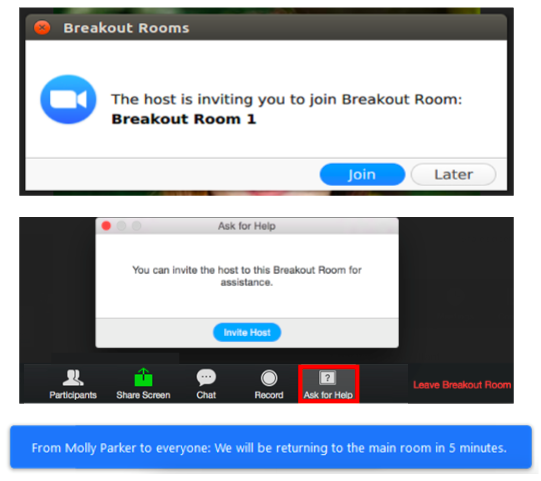 Breakout Rooms
The host is inviting you to join Breakout Room:
Breakout Room 1
Join
Later
Ask for Help
You can invite the host to this Breakout Room for
assistance.
Invite Host
Participants
Share Screen
Chat
Record
Ask for Help
Leave Breakout Room
From Molly Parker to everyone: We will be returning to the main room in 5 minutes.